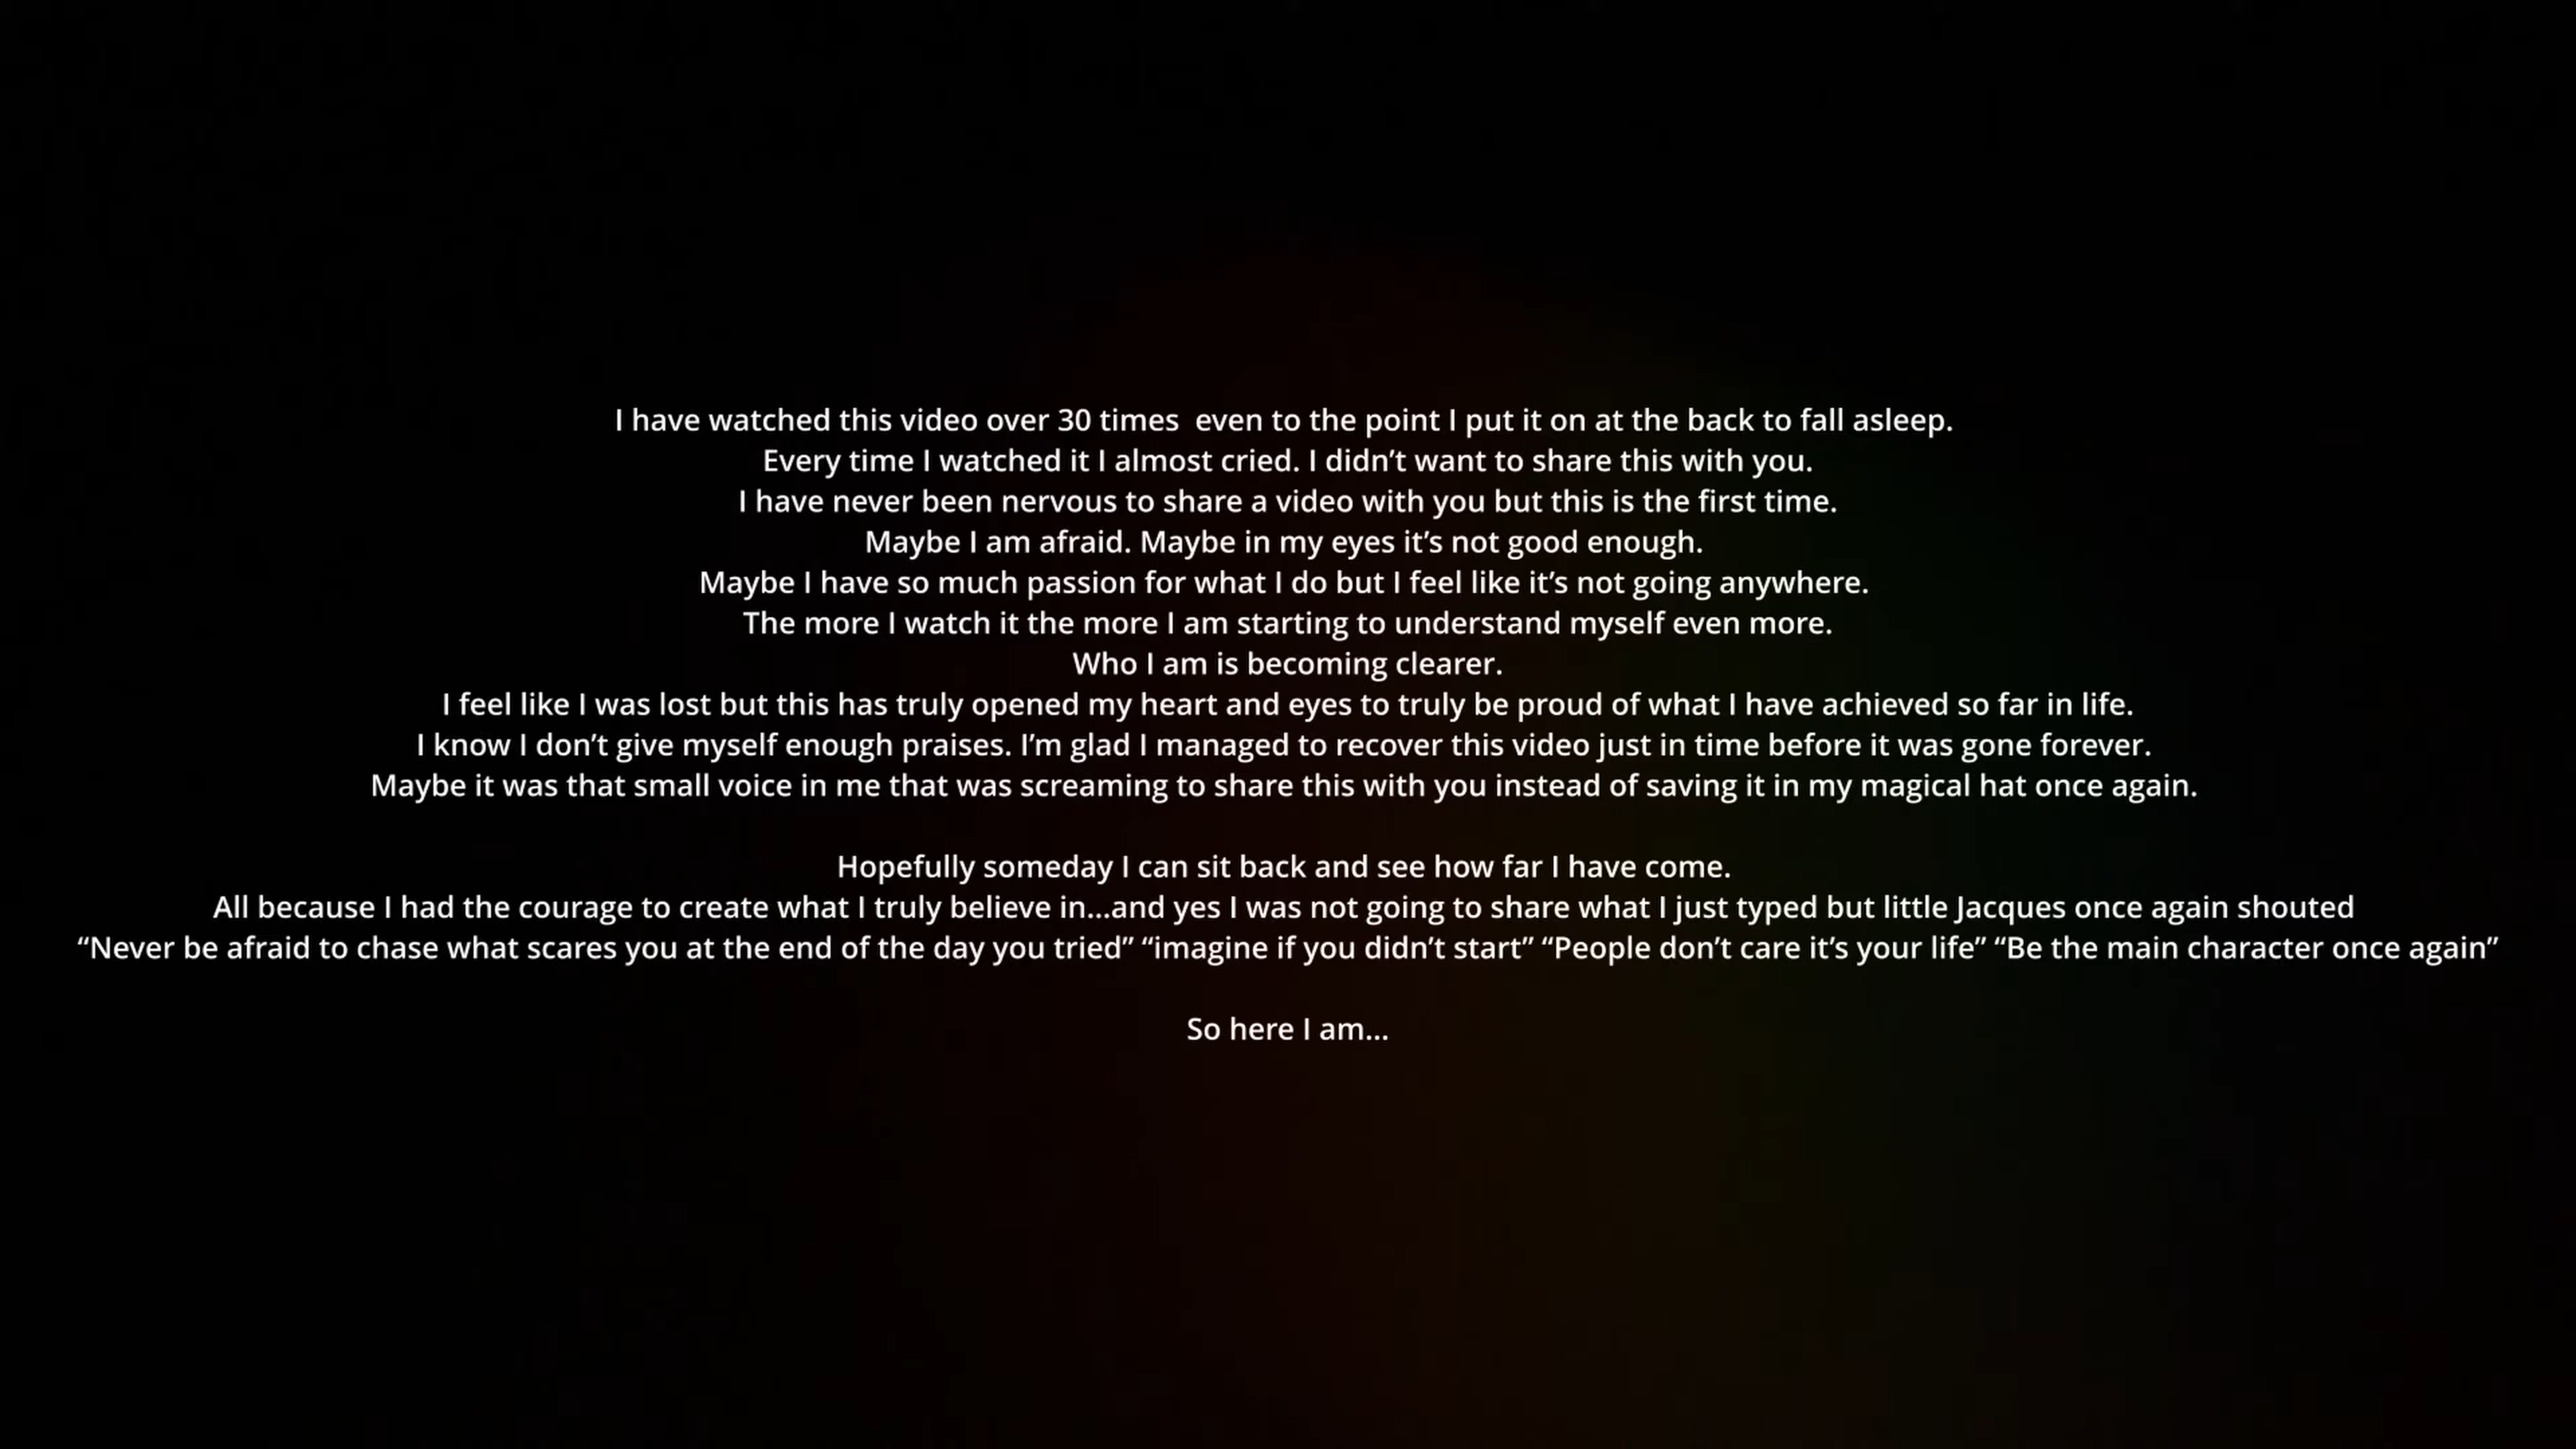 I have watched this video over 30 times  even to the point I put it on at the back to fall asleep.
Every time I watched it I almost cried. I didn’t want to share this with you.
I have never been nervous to share a video with you but this is the first time.
Maybe I am afraid. Maybe in my eyes it’s not good enough.
Maybe I have so much passion for what I do but I feel like it’s not going anywhere.
The more I watch it the more I am starting to understand myself even more.
Who I am is becoming clearer.
I feel like I was lost but this has truly opened my heart and eyes to truly be proud of what I have achieved so far in life.
I know I don’t give myself enough praises. I’m glad I managed to recover this video just in time before it was gone forever.
Maybe it was that small voice in me that was screaming to share this with you instead of saving it in my magical hat once again.
Hopefully someday I can sit back and see how far I have come.
All because I had the courage to create what I truly believe in...and yes I was not going to share what I just typed but little Jacques once again shouted
“Never be afraid to chase what scares you at the end of the day you tried” “imagine if you didn’t start” “People don’t care it’s your life” “Be the main character once again”
So here I am...